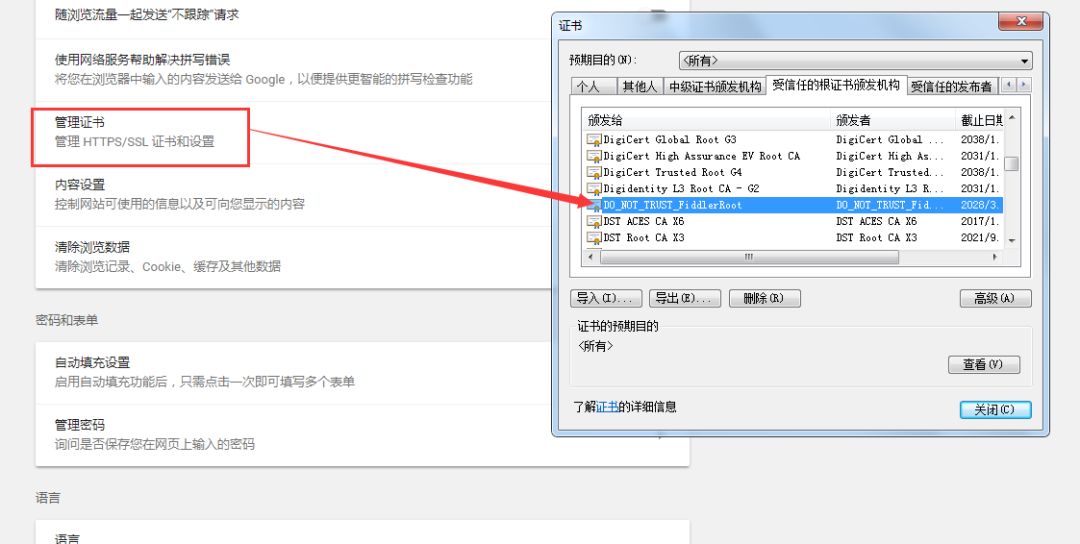 随浏览流量一起发送"不跟踪"请求
使用网络服务帮助解决拼写错误
将您在浏览器中输入的内容发送给 Google，以便提供更智能的拼写检查功能
管理证书
管理 HTTPS/SSL 证书和设置
内容设置
控制网站可使用的信息以及可向您显示的内容
清除浏览数据
清除浏览记录、Cookie、缓存及其他数据
密码和表单
自动填充设置
启用自动填充功能后，只需点击一次即可填写多个表单
管理密码
询问是否保存您在网页上输入的密码
语言
语言
证书
预期目的(N): <所有>
个人 其他人 中级证书颁发机构 受信任的根证书颁发机构 受信任的发布者
颁发给 颁发者 截止日期
DigiCert Global Root G3 DigiCert Global ... 2038/1.
DigiCert High Assurance EV Root CA DigiCert High As... 2031/1.
DigiCert Trusted Root G4 DigiCert Trusted... 2038/1.
Digidentity L3 Root CA - G2 Digidentity L3 R... 2031/1.
DO_NOT_TRUST_FiddlerRoot DO_NOT_TRUST_Fid... 2028/3.
DST ACES CA X6 DST ACES CA X6 2017/1.
DST Root CA X3 DST Root CA X3 2021/9.
导入(I)... 导出(E)... 删除(R) 高级(A)
证书的预期目的
<所有>
查看(V)
了解证书的详细信息
关闭(C)